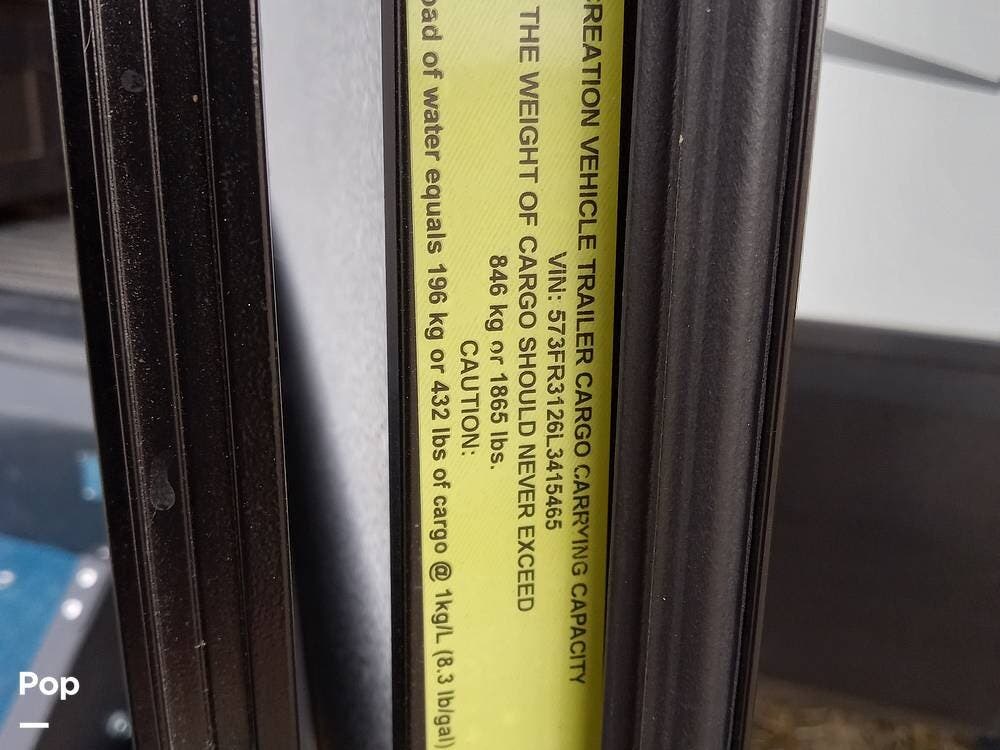 CREATION VEHICLE TRAILER CARGO CARRYING CAPACITY
VIN: 573FR3126L3415465
THE WEIGHT OF CARGO SHOULD NEVER EXCEED
846 kg or 1865 lbs.
CAUTION:
oad of water equals 196 kg or 432 lbs of cargo @ 1kg/L (8.3 lb/gal)
Pop